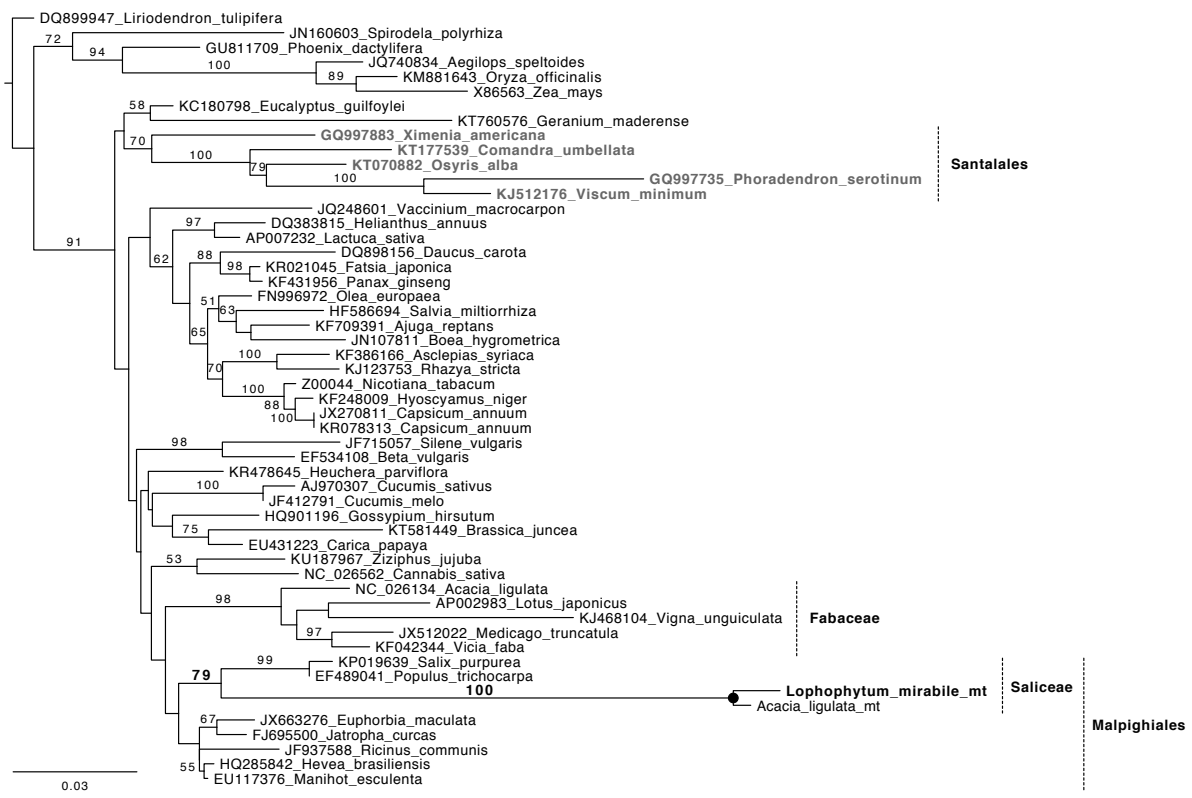 DQ899947_Liriodendron_tulipifera
72
JN160603_Spirodela_polyrhiza
94
GU811709_Phoenix_dactylifera
100
JQ740834_Aegilops_speltoides
89
KM881643_Oryza_officinalis
X86563_Zea_mays
58
KC180798_Eucalyptus_guilfoylei
KT760576_Geranium_maderense
70
GQ997883_Ximenia_americana
100
KT177539_Comandra_umbellata
79
KT070882_Osyris_alba
Santalales
100
GQ997735_Phoradendron_serotinum
KJ512176_Viscum_minimum
91
JQ248601_Vaccinium_macrocarpon
97
DQ383815_Helianthus_annuus
AP007232_Lactuca_sativa
62
88
DQ898156_Daucus_carota
98
KR021045_Fatsia_japonica
KF431956_Panax_ginseng
51
FN996972_Olea_europaea
63
HF586694_Salvia_miltiorrhiza
65
KF709391_Ajuga_reptans
JN107811_Boea_hygrometrica
100
KF386166_Asclepias_syriaca
70
KJ123753_Rhazya_stricta
100
Z00044_Nicotiana_tabacum
88
KF248009_Hyoscyamus_niger
100
JX270811_Capsicum_annuum
KR078313_Capsicum_annuum
98
JF715057_Silene_vulgaris
EF534108_Beta_vulgaris
KR478645_Heuchera_parviflora
100
AJ970307_Cucumis_sativus
JF412791_Cucumis_melo
HQ901196_Gossypium_hirsutum
75
KT581449_Brassica_juncea
EU431223_Carica_papaya
53
KU187967_Ziziphus_jujuba
NC_026562_Cannabis_sativa
98
NC_026134_Acacia_ligulata
AP002983_Lotus_japonicus
KJ468104_Vigna_unguiculata
Fabaceae
97
JX512022_Medicago_truncatula
KF042344_Vicia_faba
79
99
KP019639_Salix_purpurea
EF489041_Populus_trichocarpa
100
Lophophytum_mirabile_mt
Saliceae
Acacia_ligulata_mt
Malpighiales
67
JX663276_Euphorbia_maculata
FJ695500_Jatropha_curcas
JF937588_Ricinus_communis
55
HQ285842_Hevea_brasiliensis
EU117376_Manihot_esculenta
0.03